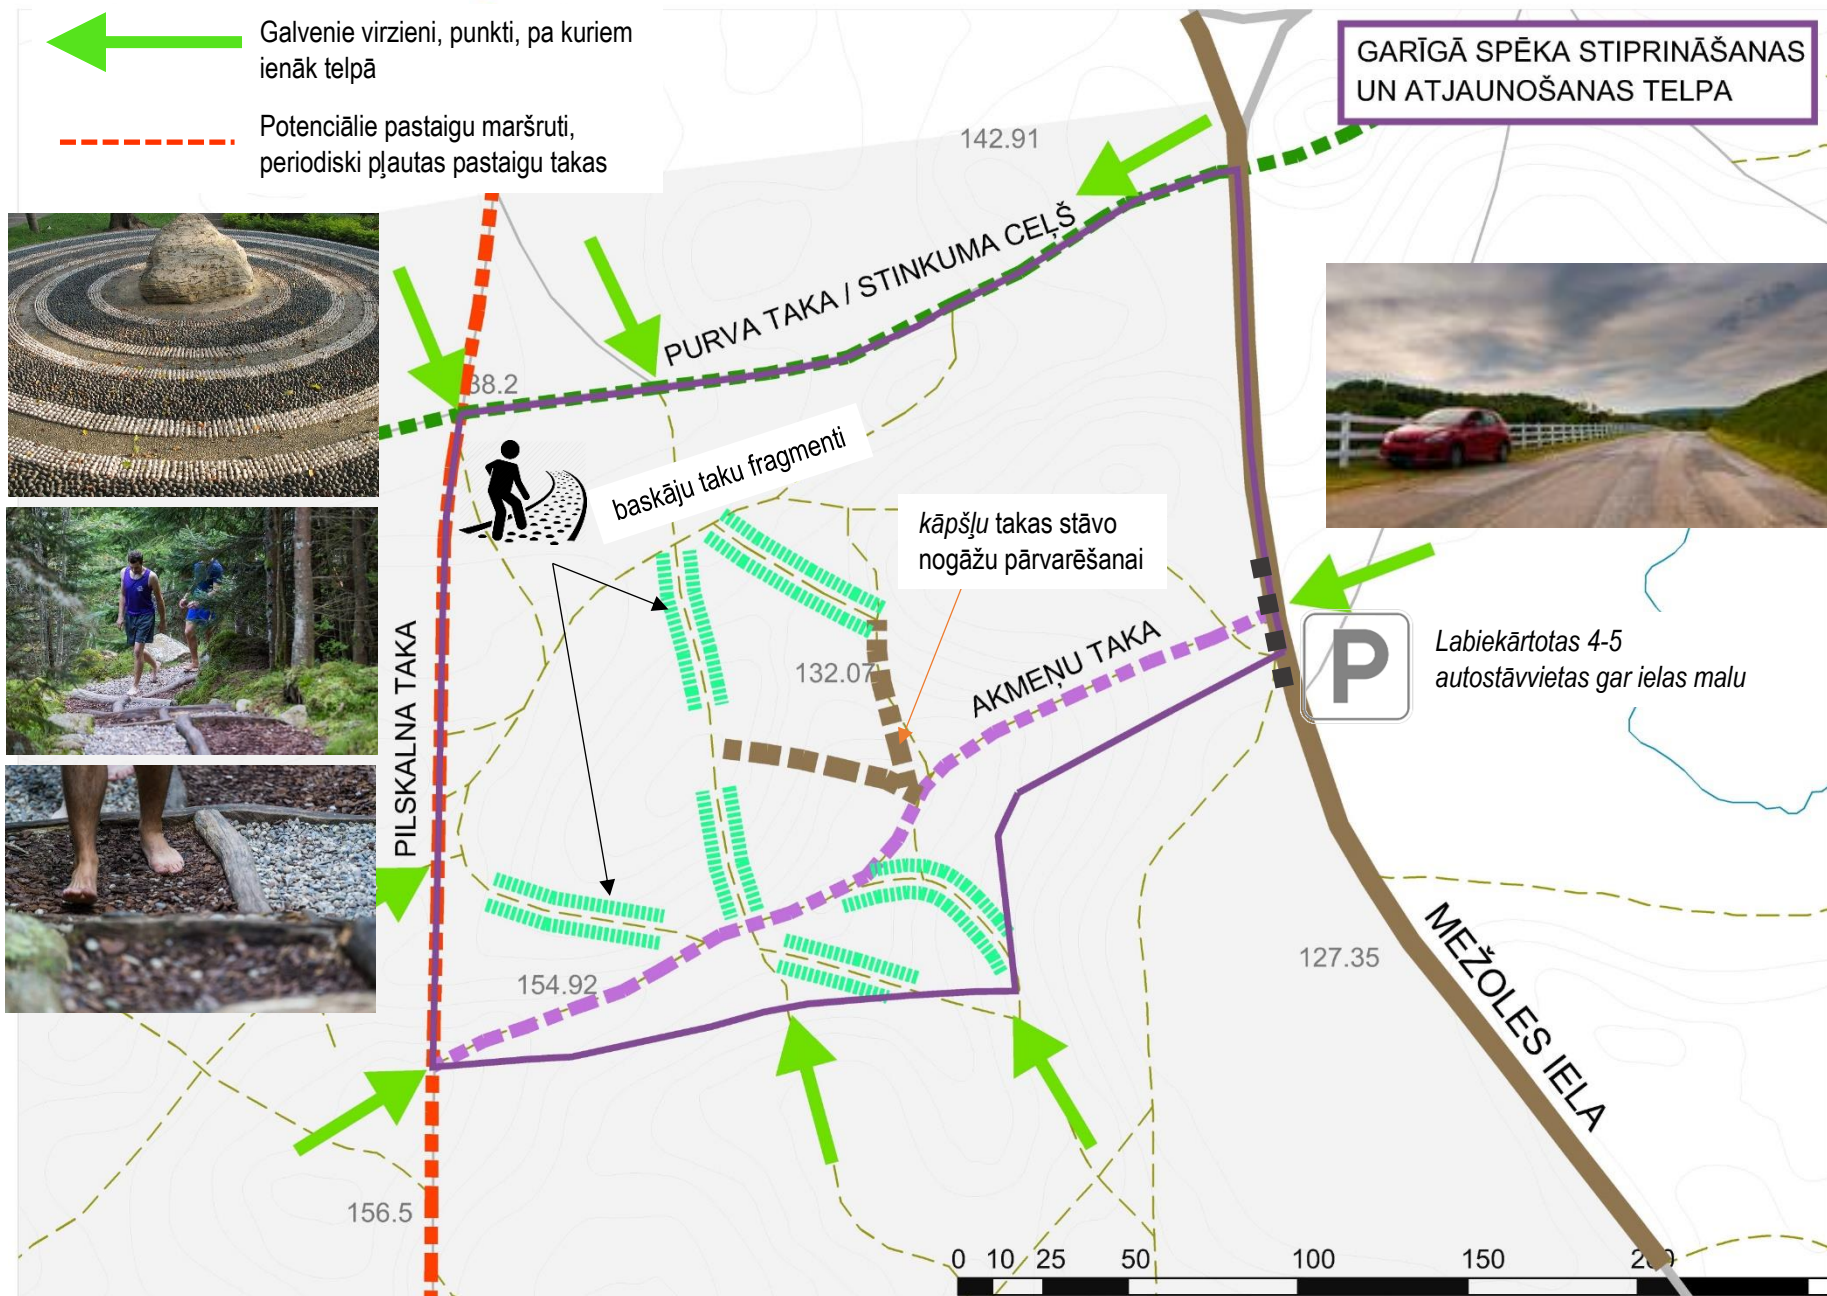 Galvenie virzieni, punkti, pa kuriem
ienāk telpā
Potenciālie pastaigu maršruti,
periodiski pļautas pastaigu takas
GARĪGĀ SPĒKA STIPRINĀŠANAS
UN ATJAUNOŠANAS TELPA
142.91
PURVA TAKA / STINKUMA CEĻŠ
38.2
baskāju taku fragmenti
kāpšļu takas stāvo
nogāžu pārvarēšanai
132.07
AKMEŅU TAKA
PILSKALNA TAKA
P
Labiekārtotas 4-5
autostāvvietas gar ielas malu
154.92
127.35
MEŽOLES IELA
156.5
0 10 25 50 100 150